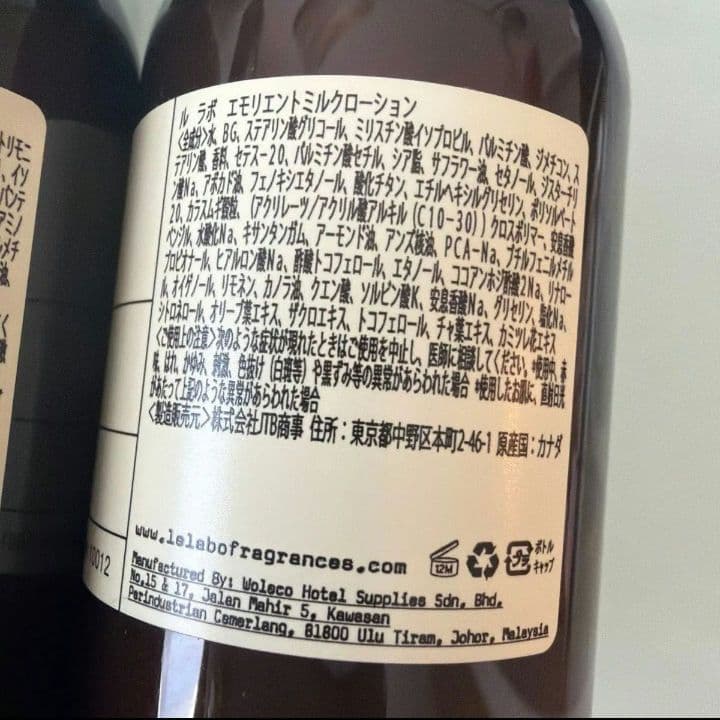 ル ラボ エモリエントミルクローション
<全成分>水、BG、ステアリン酸グリコール、ミリスチン酸イソプロピル、パルミチン酸、ジメチコン、ス
テアリン酸、香料、セテス-20、パルミチン酸セチル、シア脂、サフラワー油、セタノール、ジステアリ
ン酸Na、アボカド油、フェノキシエタノール、酸化チタン、エチルヘキシルグリセリン、ポリソルベート
20、カラスムギ穀粒、(アクリレーツ/アクリル酸アルキル(C10-30))クロスポリマー、安息香酸
ベンジル、水酸化Na、キサンタンガム、アーモンド油、アンズ核油、PCA-Na、ブチルフェニルメチル
プロピオナール、ヒアルロン酸Na、酢酸トコフェロール、エタノール、ココアンホジ酢酸2Na、リナロー
ル、オイゲノール、リモネン、カノラ油、クエン酸、ソルビン酸K、安息香酸Na、グリセリン、塩化Na、
シトロネロール、オリーブ葉エキス、ザクロエキス、トコフェロール、チャ葉エキス、カミツレ花エキス
<ご使用上の注意>次のような症状が現れたときはご使用を中止し、医師に相談してください。*使用中、赤
味、はれ、かゆみ、刺激、色抜け(白斑等)や黒ずみ等の異常があらわれた場合 *使用したお肌に、直射日光
があたって上記のような異常があらわれた場合
<製造販売元>株式会社JTB商事 住所:東京都中野区本町2-46-1 原産国:カナダ
www.lelabofragrances.com
12M
プラ
ボトル
キャップ
Manufactured By: Woleco Hotel Supplies Sdn. Bhd.
No.15 & 17, Jalan Mahir 5, Kawasan
Perindustrian Cemerlang, 81800 Ulu Tiram, Johor, Malaysia
10012